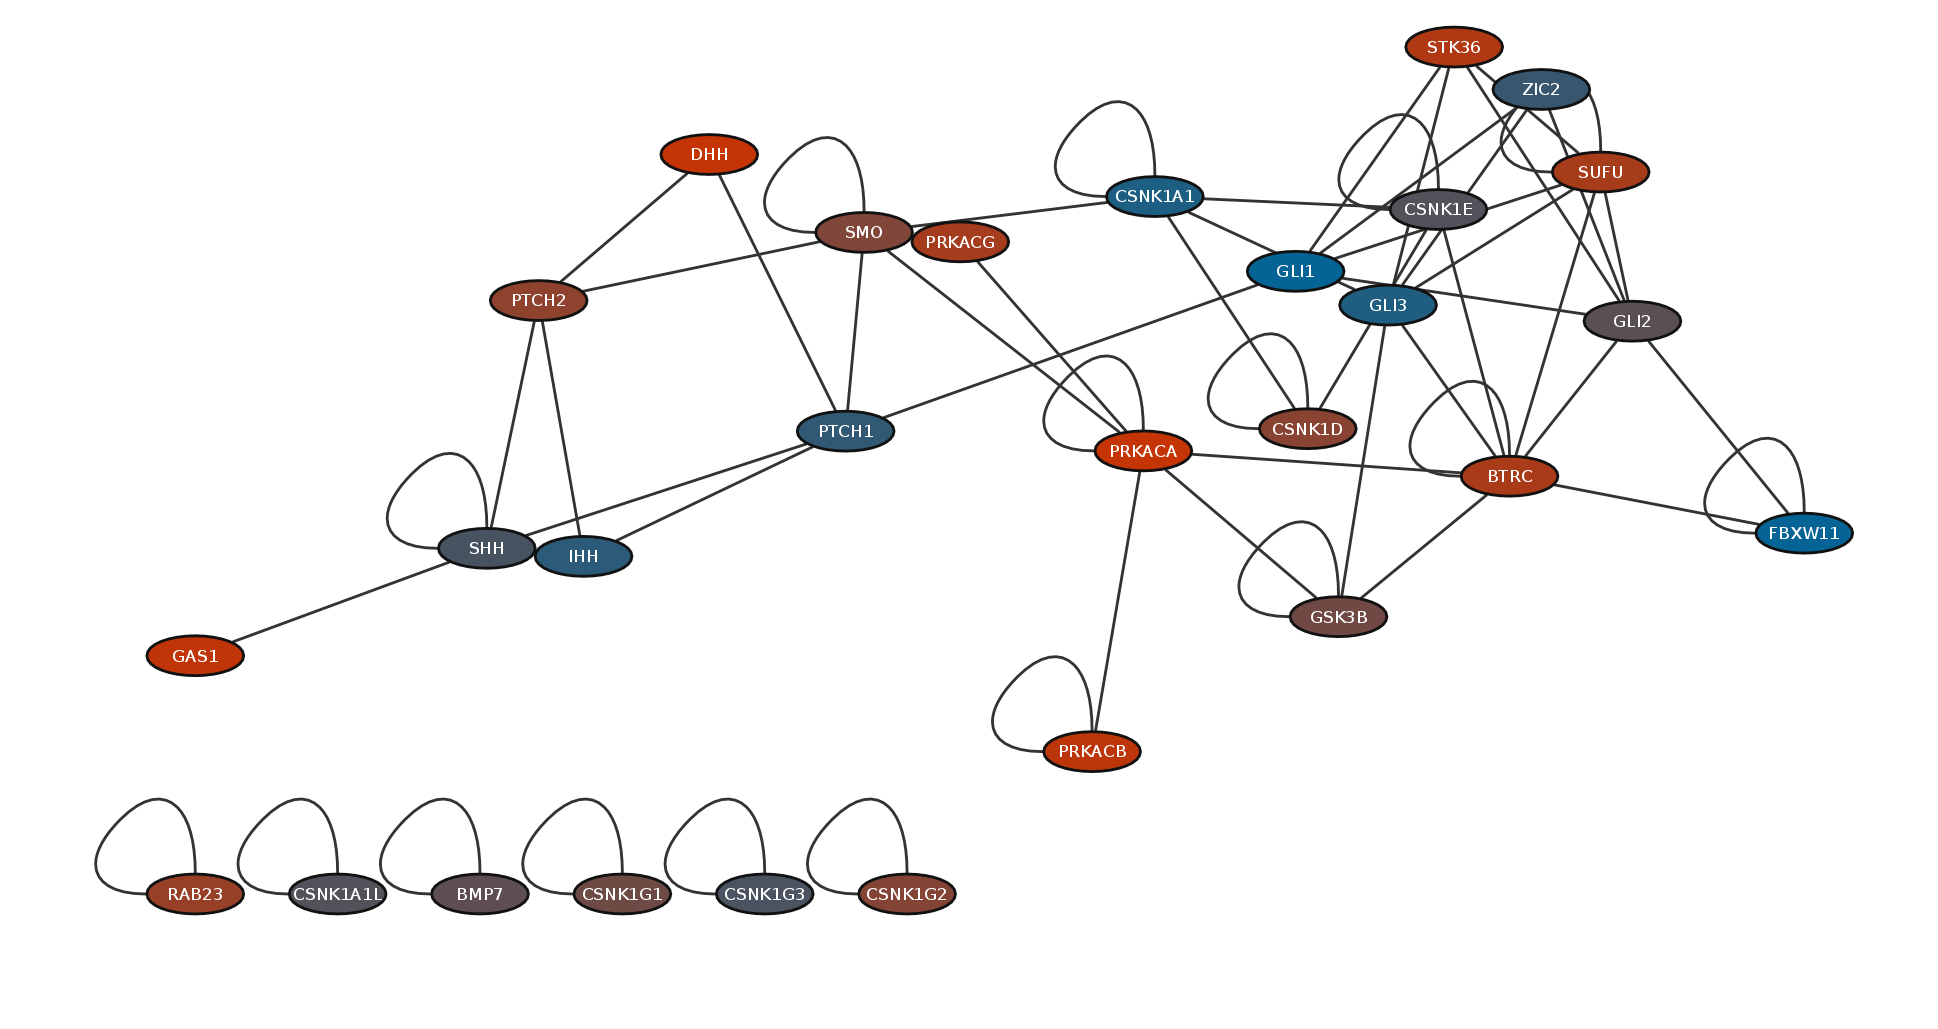 STK36
ZIC2
DHH
SUFU
CSNK1A1
CSNK1E
SMO
PRKACG
GLI1
PTCH2
GLI3
GLI2
CSNK1D
PTCH1
PRKACA
BTRC
FBXW11
SHH
IHH
GSK3B
GAS1
PRKACB
RAB23
CSNK1A1L
BMP7
CSNK1G1
CSNK1G3
CSNK1G2